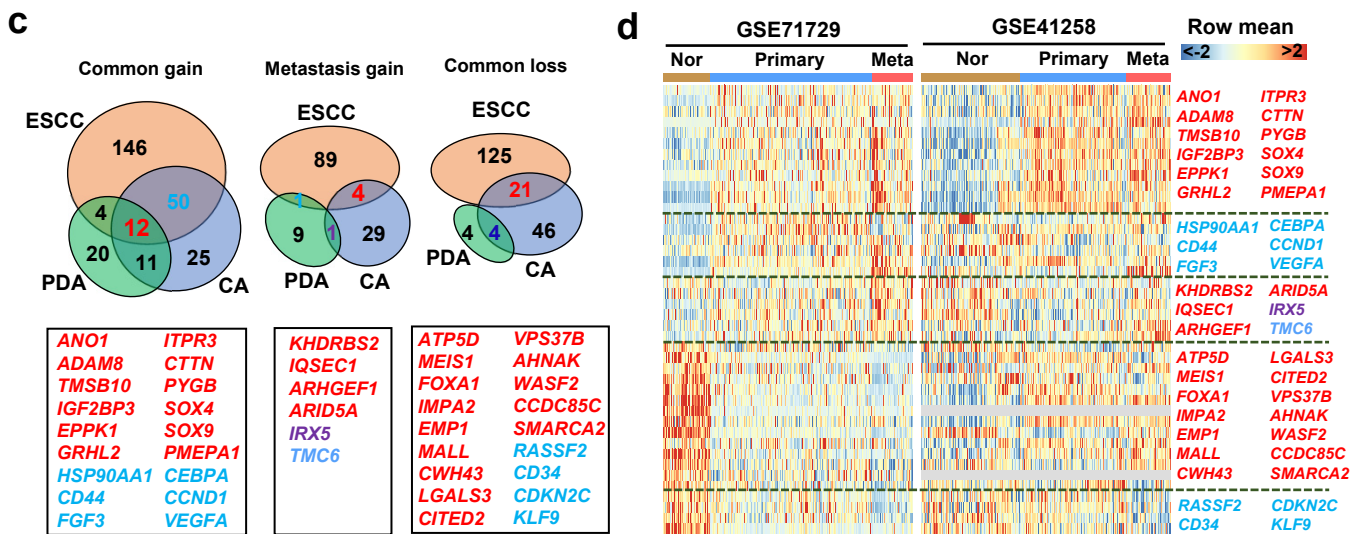 c
Common gain
Metastasis gain
Common loss
ESCC
146
50
4
12
20
11
25
PDA
CA
ESCC
89
1
4
9
1
29
PDA
CA
ESCC
125
21
4
4
46
PDA
CA
ANO1 ITPR3
ADAM8 CTTN
TMSB10 PYGB
IGF2BP3 SOX4
EPPK1 SOX9
GRHL2 PMEPA1
HSP90AA1 CEBPA
CD44 CCND1
FGF3 VEGFA
KHDRBS2
IQSEC1
ARHGEF1
ARID5A
IRX5
TMC6
ATP5D VPS37B
MEIS1 AHNAK
FOXA1 WASF2
IMPA2 CCDC85C
EMP1 SMARCA2
MALL RASSF2
CWH43 CD34
LGALS3 CDKN2C
CITED2 KLF9
d
GSE71729 GSE41258
Row mean
<-2 >2
Nor Primary Meta Nor Primary Meta
ANO1 ITPR3
ADAM8 CTTN
TMSB10 PYGB
IGF2BP3 SOX4
EPPK1 SOX9
GRHL2 PMEPA1
HSP90AA1 CEBPA
CD44 CCND1
FGF3 VEGFA
KHDRBS2 ARID5A
IQSEC1 IRX5
ARHGEF1 TMC6
ATP5D LGALS3
MEIS1 CITED2
FOXA1 VPS37B
IMPA2 AHNAK
EMP1 WASF2
MALL CCDC85C
CWH43 SMARCA2
RASSF2 CDKN2C
CD34 KLF9